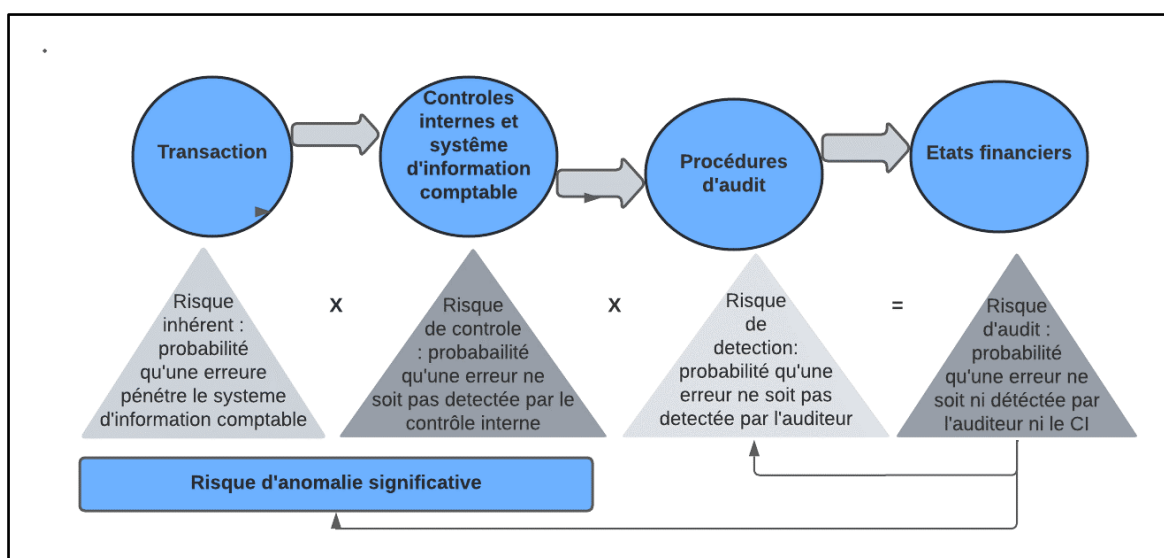 Transaction
Controles
internes et
système
d'information
comptable
Procédures
d'audit
Etats financiers
Risque
inhérent :
probabilité
qu'une erreure
pénétre le systeme
d'information comptable
X
Risque
de controle
: probabailité
qu'une erreur ne
soit pas detectée par le
contrôle interne
X
Risque
de
detection:
probabilité qu'une
erreur ne soit pas
detectée par l'auditeur
=
Risque
d'audit :
probabilité
qu'une erreur ne
soit ni détéctée par
l'auditeur ni le CI
Risque d'anomalie significative